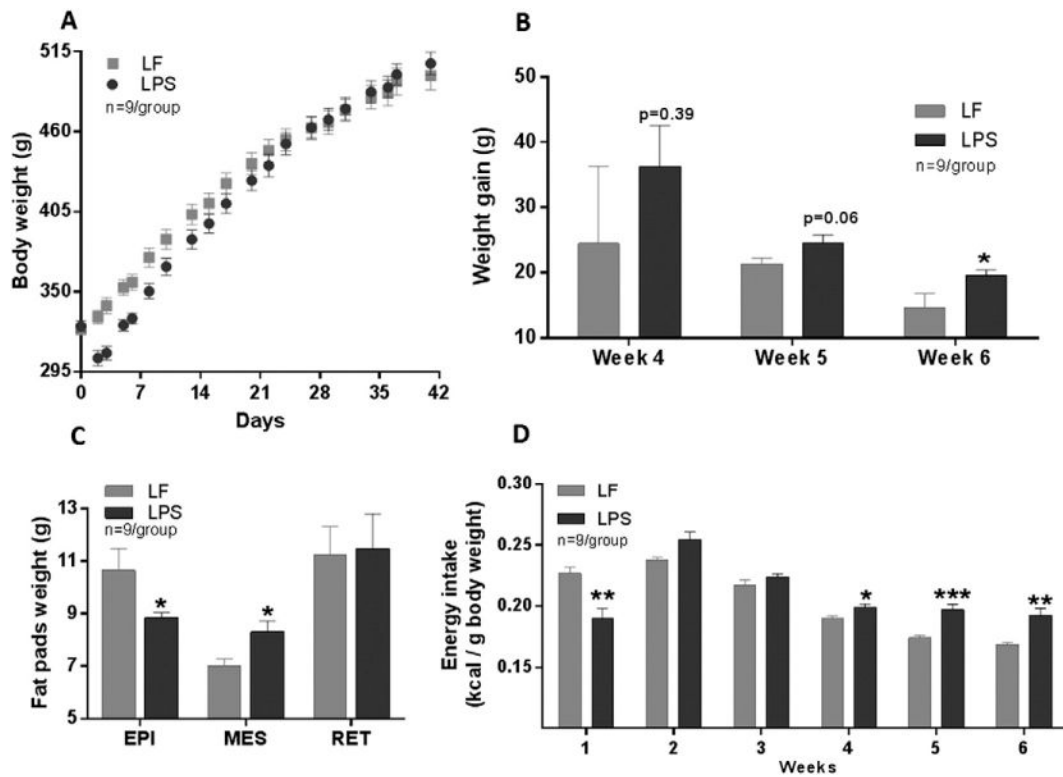 A
LF
LPS
n=9/group
515
460
405
350
295
Body weight (g)
0 7 14 21 28 35 42
Days
B
LF
LPS
n=9/group
50
40
30
20
10
Weight gain (g)
p=0.39
p=0.06
*
Week 4 Week 5 Week 6
C
LF
LPS
n=9/group
13
11
9
7
5
Fat pads weight (g)
* *
EPI MES RET
D
LF
LPS
n=9/group
0.30
0.25
0.20
0.15
Energy intake
(kcal / g body weight)
** * *** **
1 2 3 4 5 6
Weeks